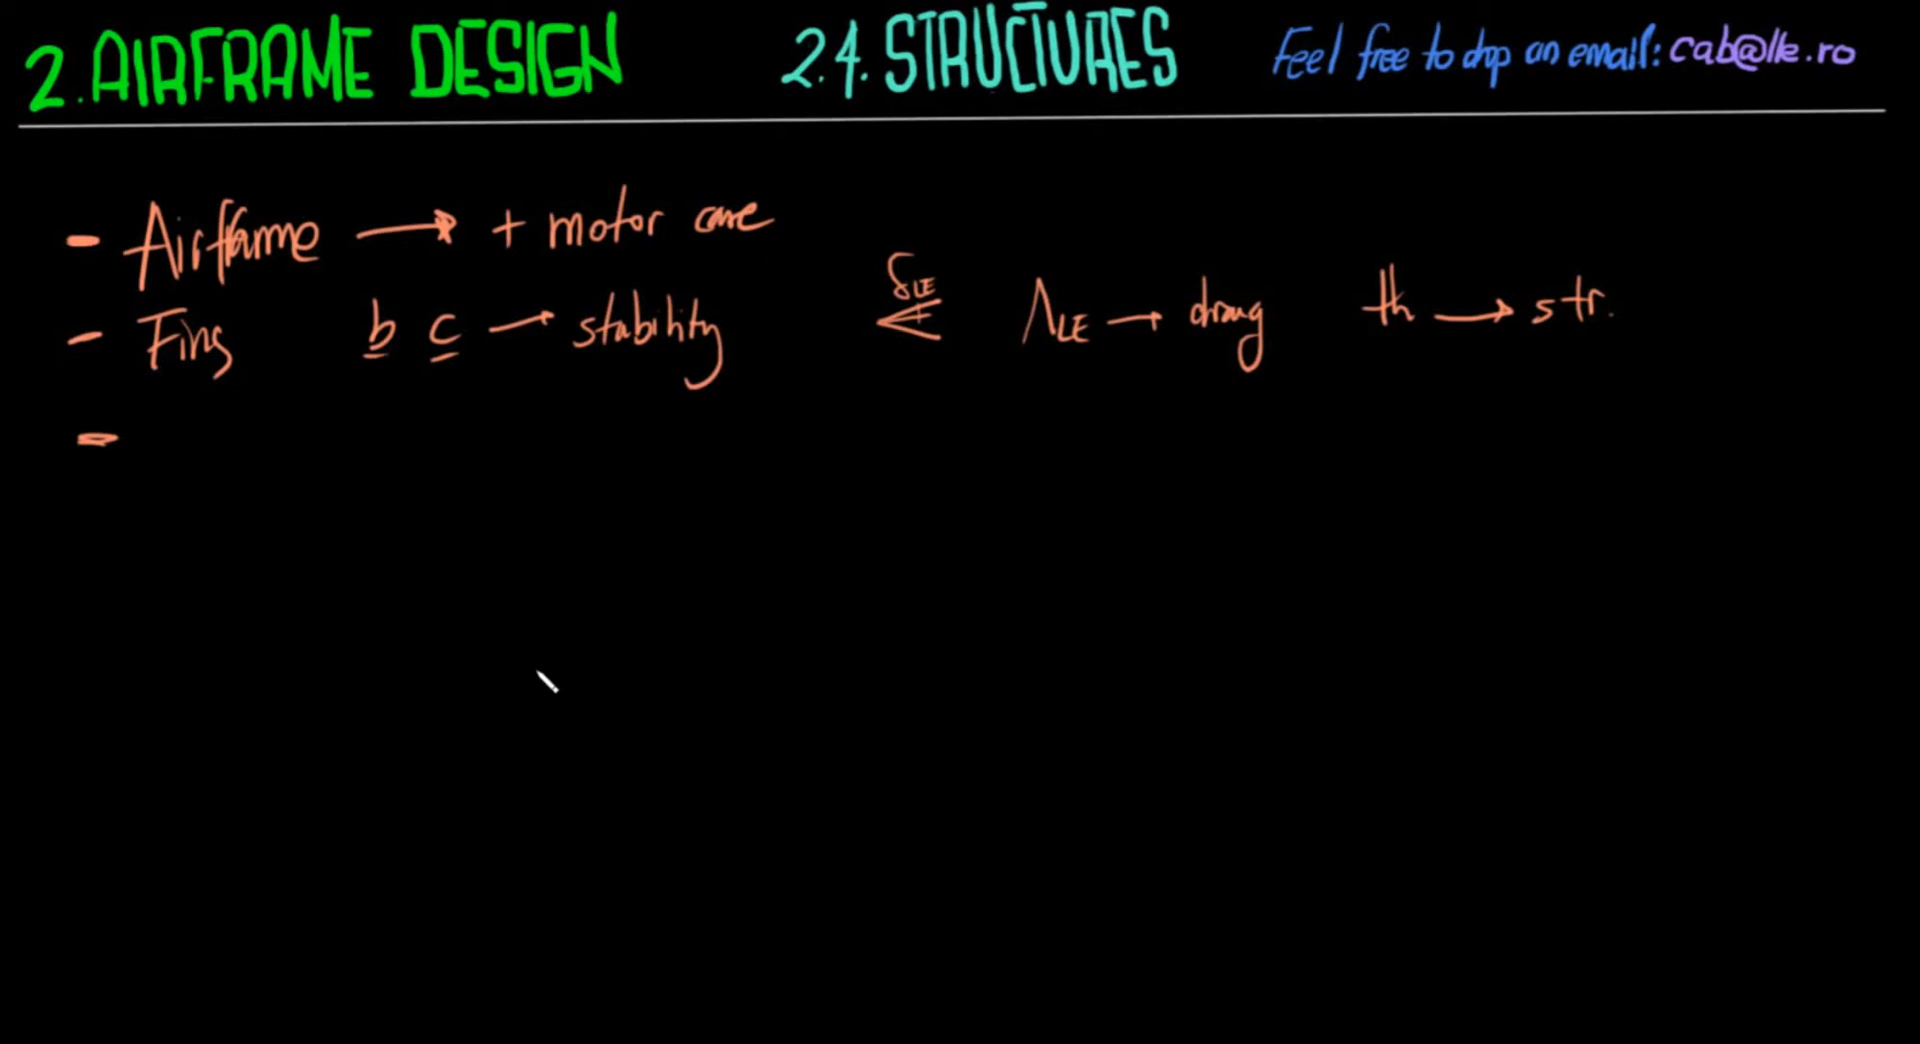 2. AIRFRAME DESIGN 2.4. STRUCTURES Feel free to drop an email: cab@lle.ro
- Airframe → + motor case
- Fins b c → stability δLE ΛLE → drag th → str.
-